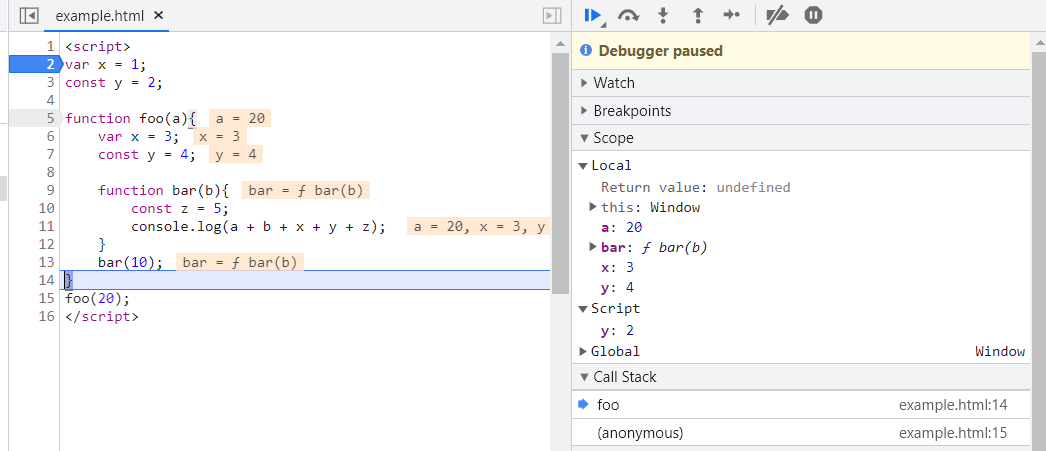 example.html ×
1 <script>
2 var x = 1;
3 const y = 2;
4
5 function foo(a){ a = 20
6 var x = 3; x = 3
7 const y = 4; y = 4
8
9 function bar(b){ bar = ƒ bar(b)
10 const z = 5;
11 console.log(a + b + x + y + z); a = 20, x = 3, y
12 }
13 bar(10); bar = ƒ bar(b)
14 }
15 foo(20);
16 </script>
Debugger paused
Watch
Breakpoints
Scope
Local
Return value: undefined
this: Window
a: 20
bar: ƒ bar(b)
x: 3
y: 4
Script
y: 2
Global Window
Call Stack
foo example.html:14
(anonymous) example.html:15